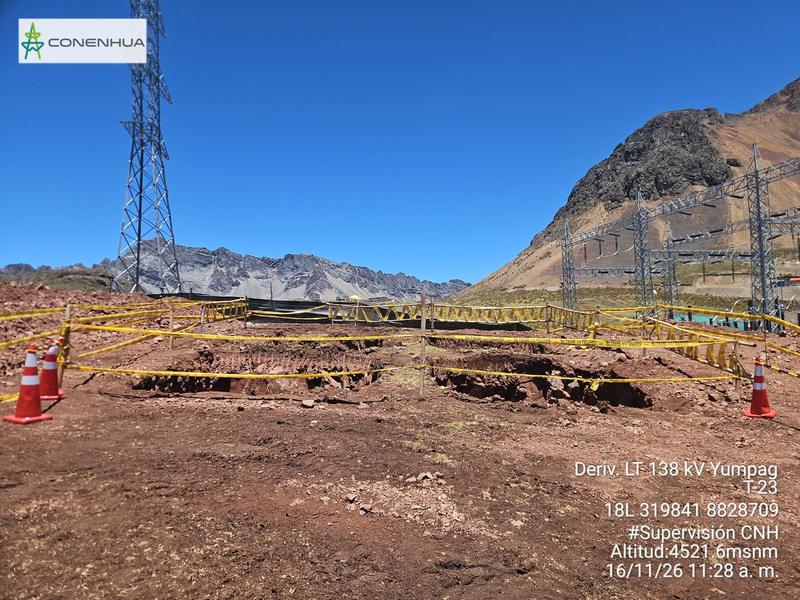 CONENHUA
Deriv. LT 138 kV Yumpag
T-23
18L 319841 8828709
#Supervisión CNH
Altitud:4521.6msnm
16/11/26 11:28 a. m.